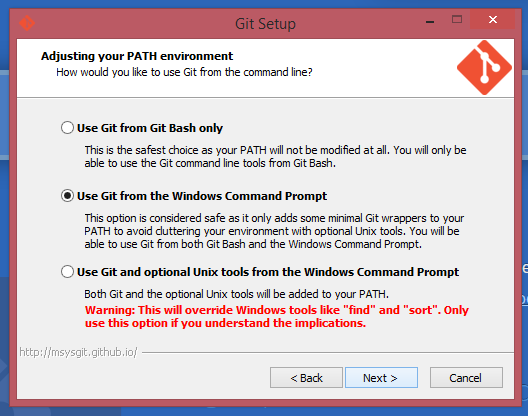 Git Setup
Adjusting your PATH environment
How would you like to use Git from the command line?
Use Git from Git Bash only
This is the safest choice as your PATH will not be modified at all. You will only be
able to use the Git command line tools from Git Bash.
Use Git from the Windows Command Prompt
This option is considered safe as it only adds some minimal Git wrappers to your
PATH to avoid cluttering your environment with optional Unix tools. You will be
able to use Git from both Git Bash and the Windows Command Prompt.
Use Git and optional Unix tools from the Windows Command Prompt
Both Git and the optional Unix tools will be added to your PATH.
Warning: This will override Windows tools like "find" and "sort". Only
use this option if you understand the implications.
http://msysgit.github.io/
< Back
Next >
Cancel